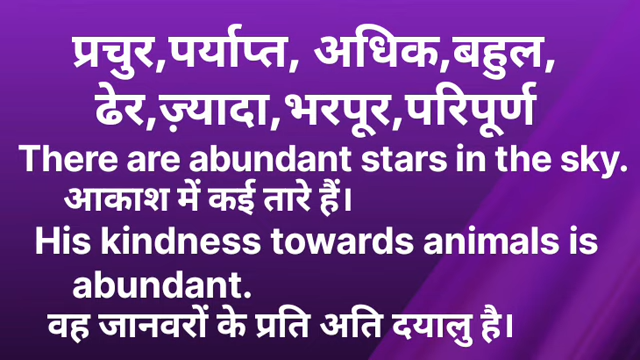 प्रचुर,पर्याप्त, अधिक,बहुल,
ढेर,ज़्यादा,भरपूर,परिपूर्ण
There are abundant stars in the sky.
आकाश में कई तारे हैं।
His kindness towards animals is
abundant.
वह जानवरों के प्रति अति दयालु है।